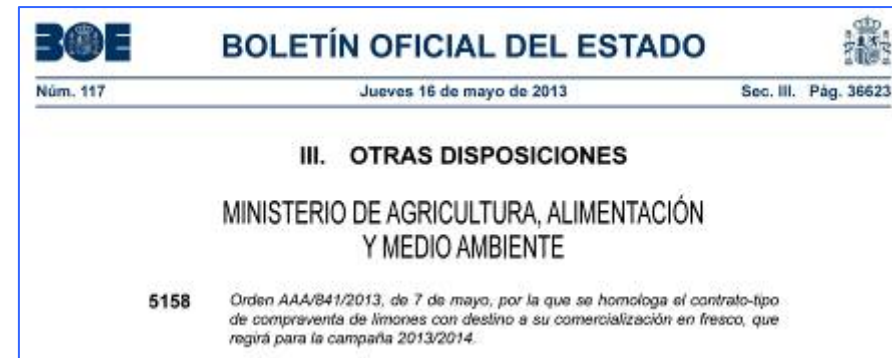 BOE BOLETÍN OFICIAL DEL ESTADO
Núm. 117 Jueves 16 de mayo de 2013 Sec. III. Pág. 36623
III. OTRAS DISPOSICIONES
MINISTERIO DE AGRICULTURA, ALIMENTACIÓN
Y MEDIO AMBIENTE
5158 Orden AAA/841/2013, de 7 de mayo, por la que se homologa el contrato-tipo
de compraventa de limones con destino a su comercialización en fresco, que
regirá para la campaña 2013/2014.